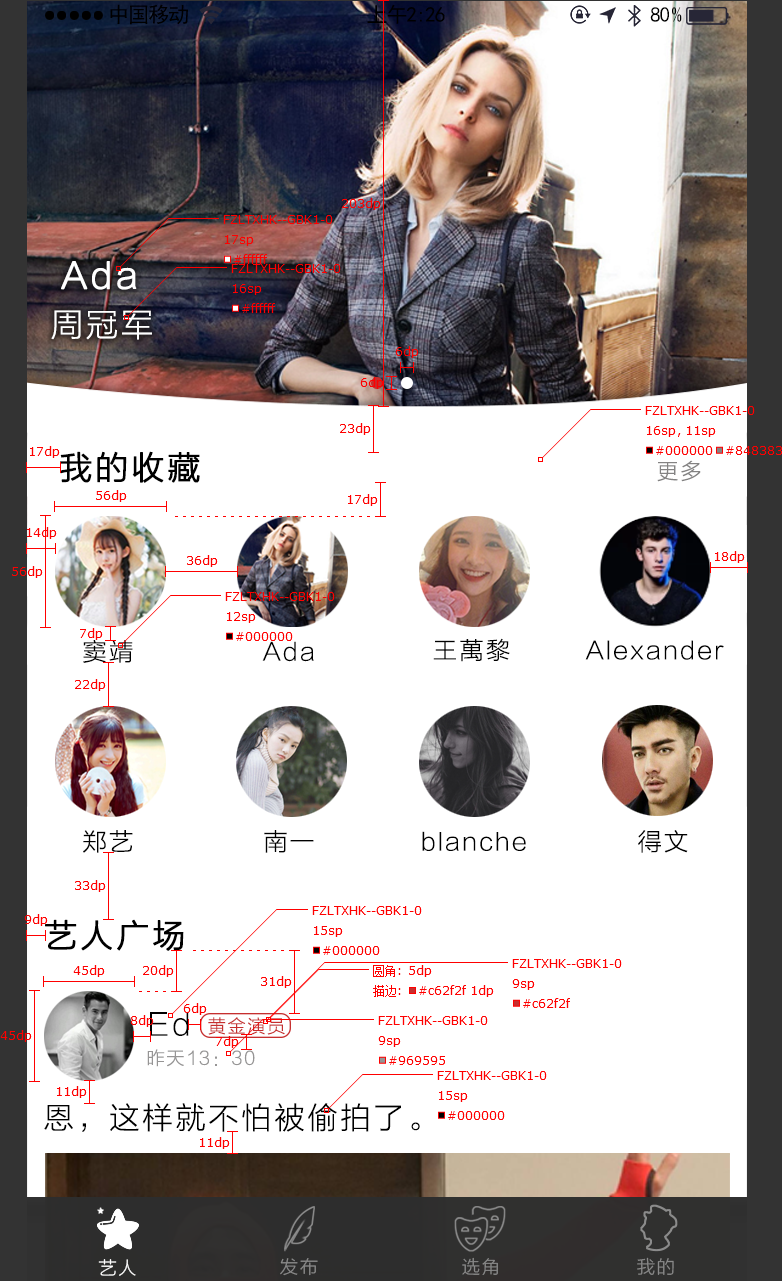 中国移动 上午2:26 80%
203dp
FZLTXHK--GBK1-0
17sp
#ffffff
FZLTXHK--GBK1-0
16sp
#ffffff
Ada
周冠军
6dp
6dp
23dp
FZLTXHK--GBK1-0
16sp, 11sp
#000000 #848383
17dp
我的收藏
更多
56dp
17dp
14dp
36dp
18dp
56dp
FZLTXHK--GBK1-0
12sp
#000000
7dp
窦靖 Ada 王萬黎 Alexander
22dp
郑艺 南一 blanche 得文
33dp
9dp
FZLTXHK--GBK1-0
15sp
#000000
艺人广场
45dp
20dp
31dp
圆角: 5dp
描边: #c62f2f 1dp
FZLTXHK--GBK1-0
9sp
#c62f2f
6dp
8dp
Ed 黄金演员
FZLTXHK--GBK1-0
9sp
#969595
45dp
7dp
昨天13：30
FZLTXHK--GBK1-0
15sp
#000000
11dp
恩，这样就不怕被偷拍了。
11dp
艺人 发布 选角 我的